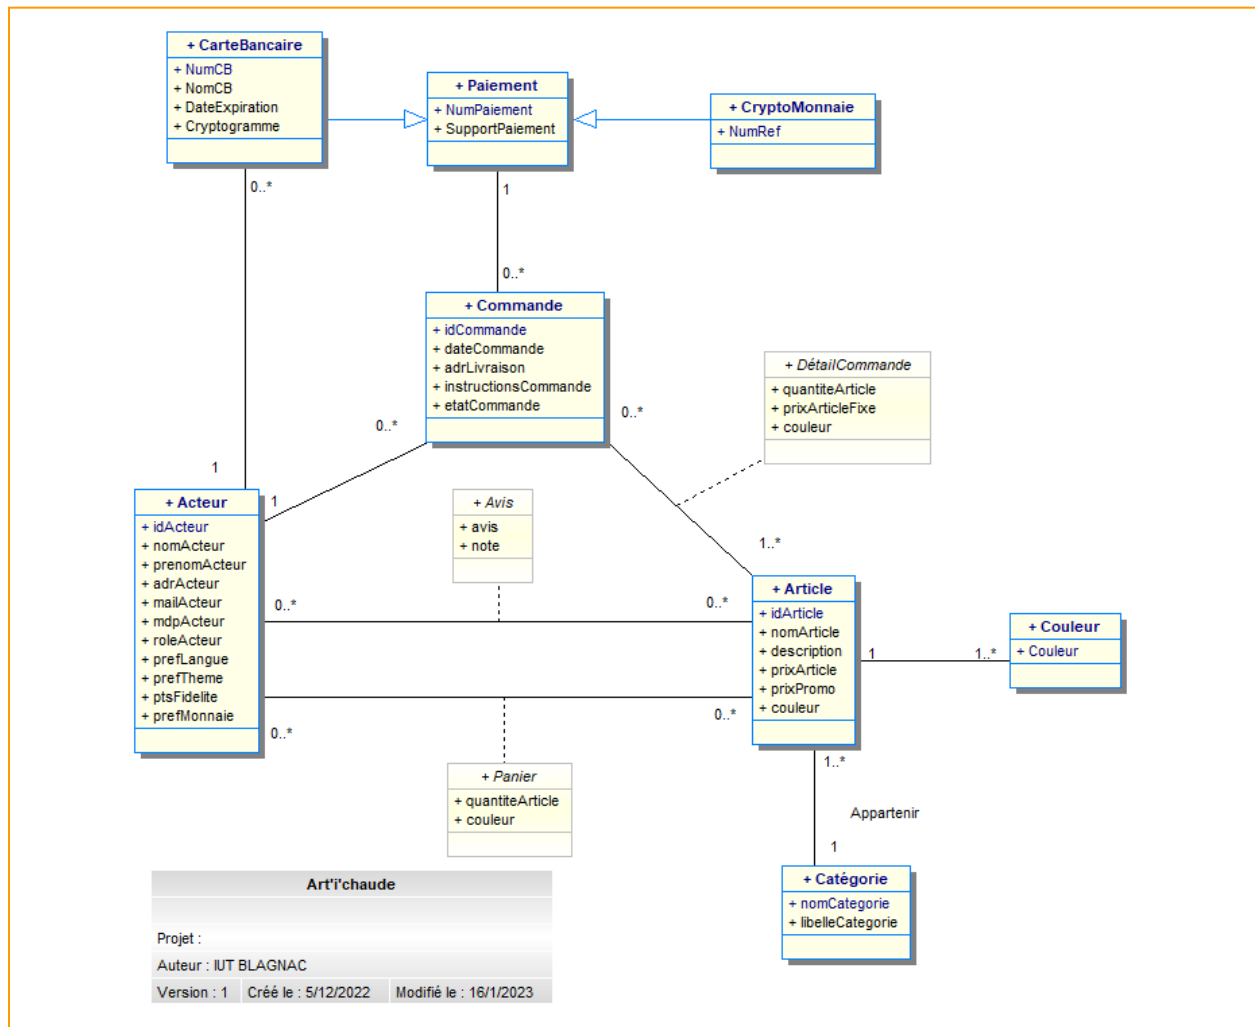 + CarteBancaire
+ NumCB
+ NomCB
+ DateExpiration
+ Cryptogramme
+ Paiement
+ NumPaiement
+ SupportPaiement
+ CryptoMonnaie
+ NumRef
0..*
1
0..*
+ Commande
+ idCommande
+ dateCommande
+ adrLivraison
+ instructionsCommande
+ etatCommande
+ DétailCommande
+ quantiteArticle
+ prixArticleFixe
+ couleur
0..*
0..*
1
1
+ Acteur
+ idActeur
+ nomActeur
+ prenomActeur
+ adrActeur
+ mailActeur
+ mdpActeur
+ roleActeur
+ prefLangue
+ prefTheme
+ ptsFidelite
+ prefMonnaie
+ Avis
+ avis
+ note
1..*
0..*
0..*
+ Article
+ idArticle
+ nomArticle
+ description
+ prixArticle
+ prixPromo
+ couleur
1
1..*
+ Couleur
+ Couleur
0..*
0..*
+ Panier
+ quantiteArticle
+ couleur
1..*
Appartenir
1
+ Catégorie
+ nomCategorie
+ libelleCategorie
Art'i'chaude
Projet :
Auteur : IUT BLAGNAC
Version : 1 Créé le : 5/12/2022 Modifié le : 16/1/2023